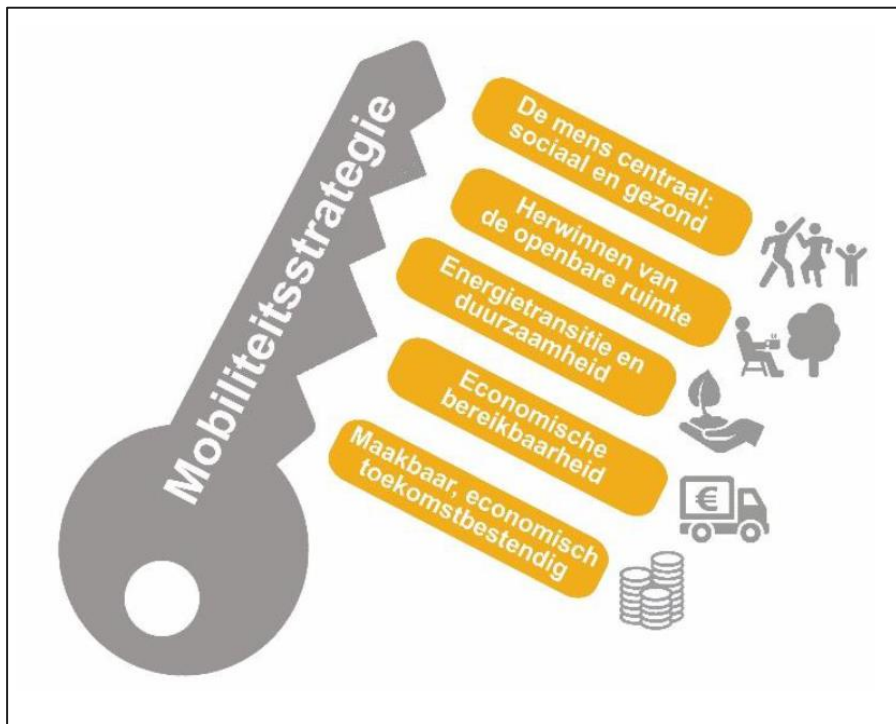 Mobiliteitsstrategie
De mens centraal:
sociaal en gezond
Herwinnen van
de openbare ruimte
Energietransitie en
duurzaamheid
Economische
bereikbaarheid
€
Maakbaar, economisch
toekomstbestendig